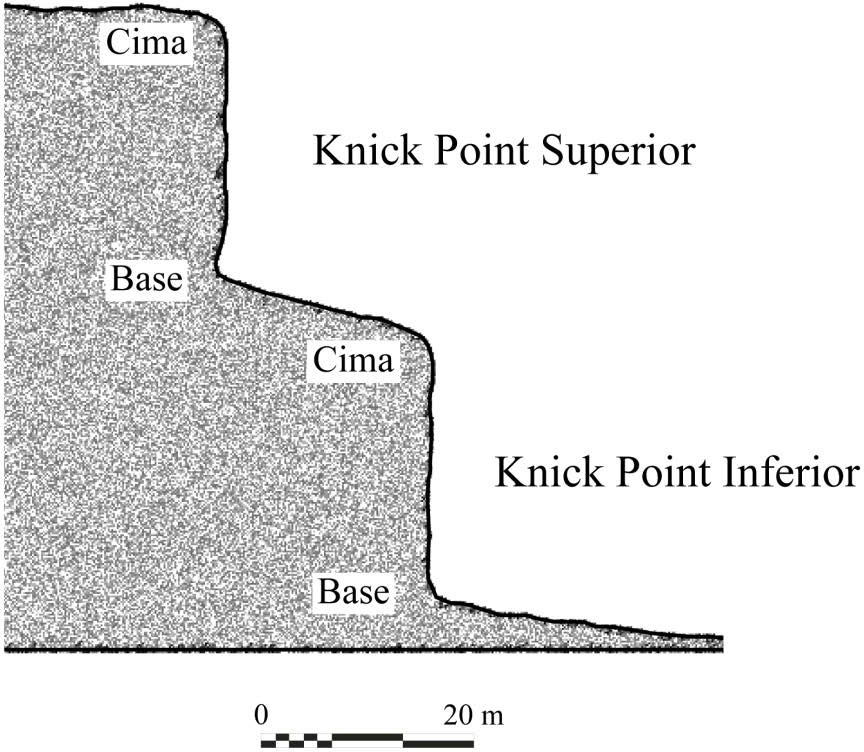 Cima
Knick Point Superior
Base
Cima
Knick Point Inferior
Base
0 20 m